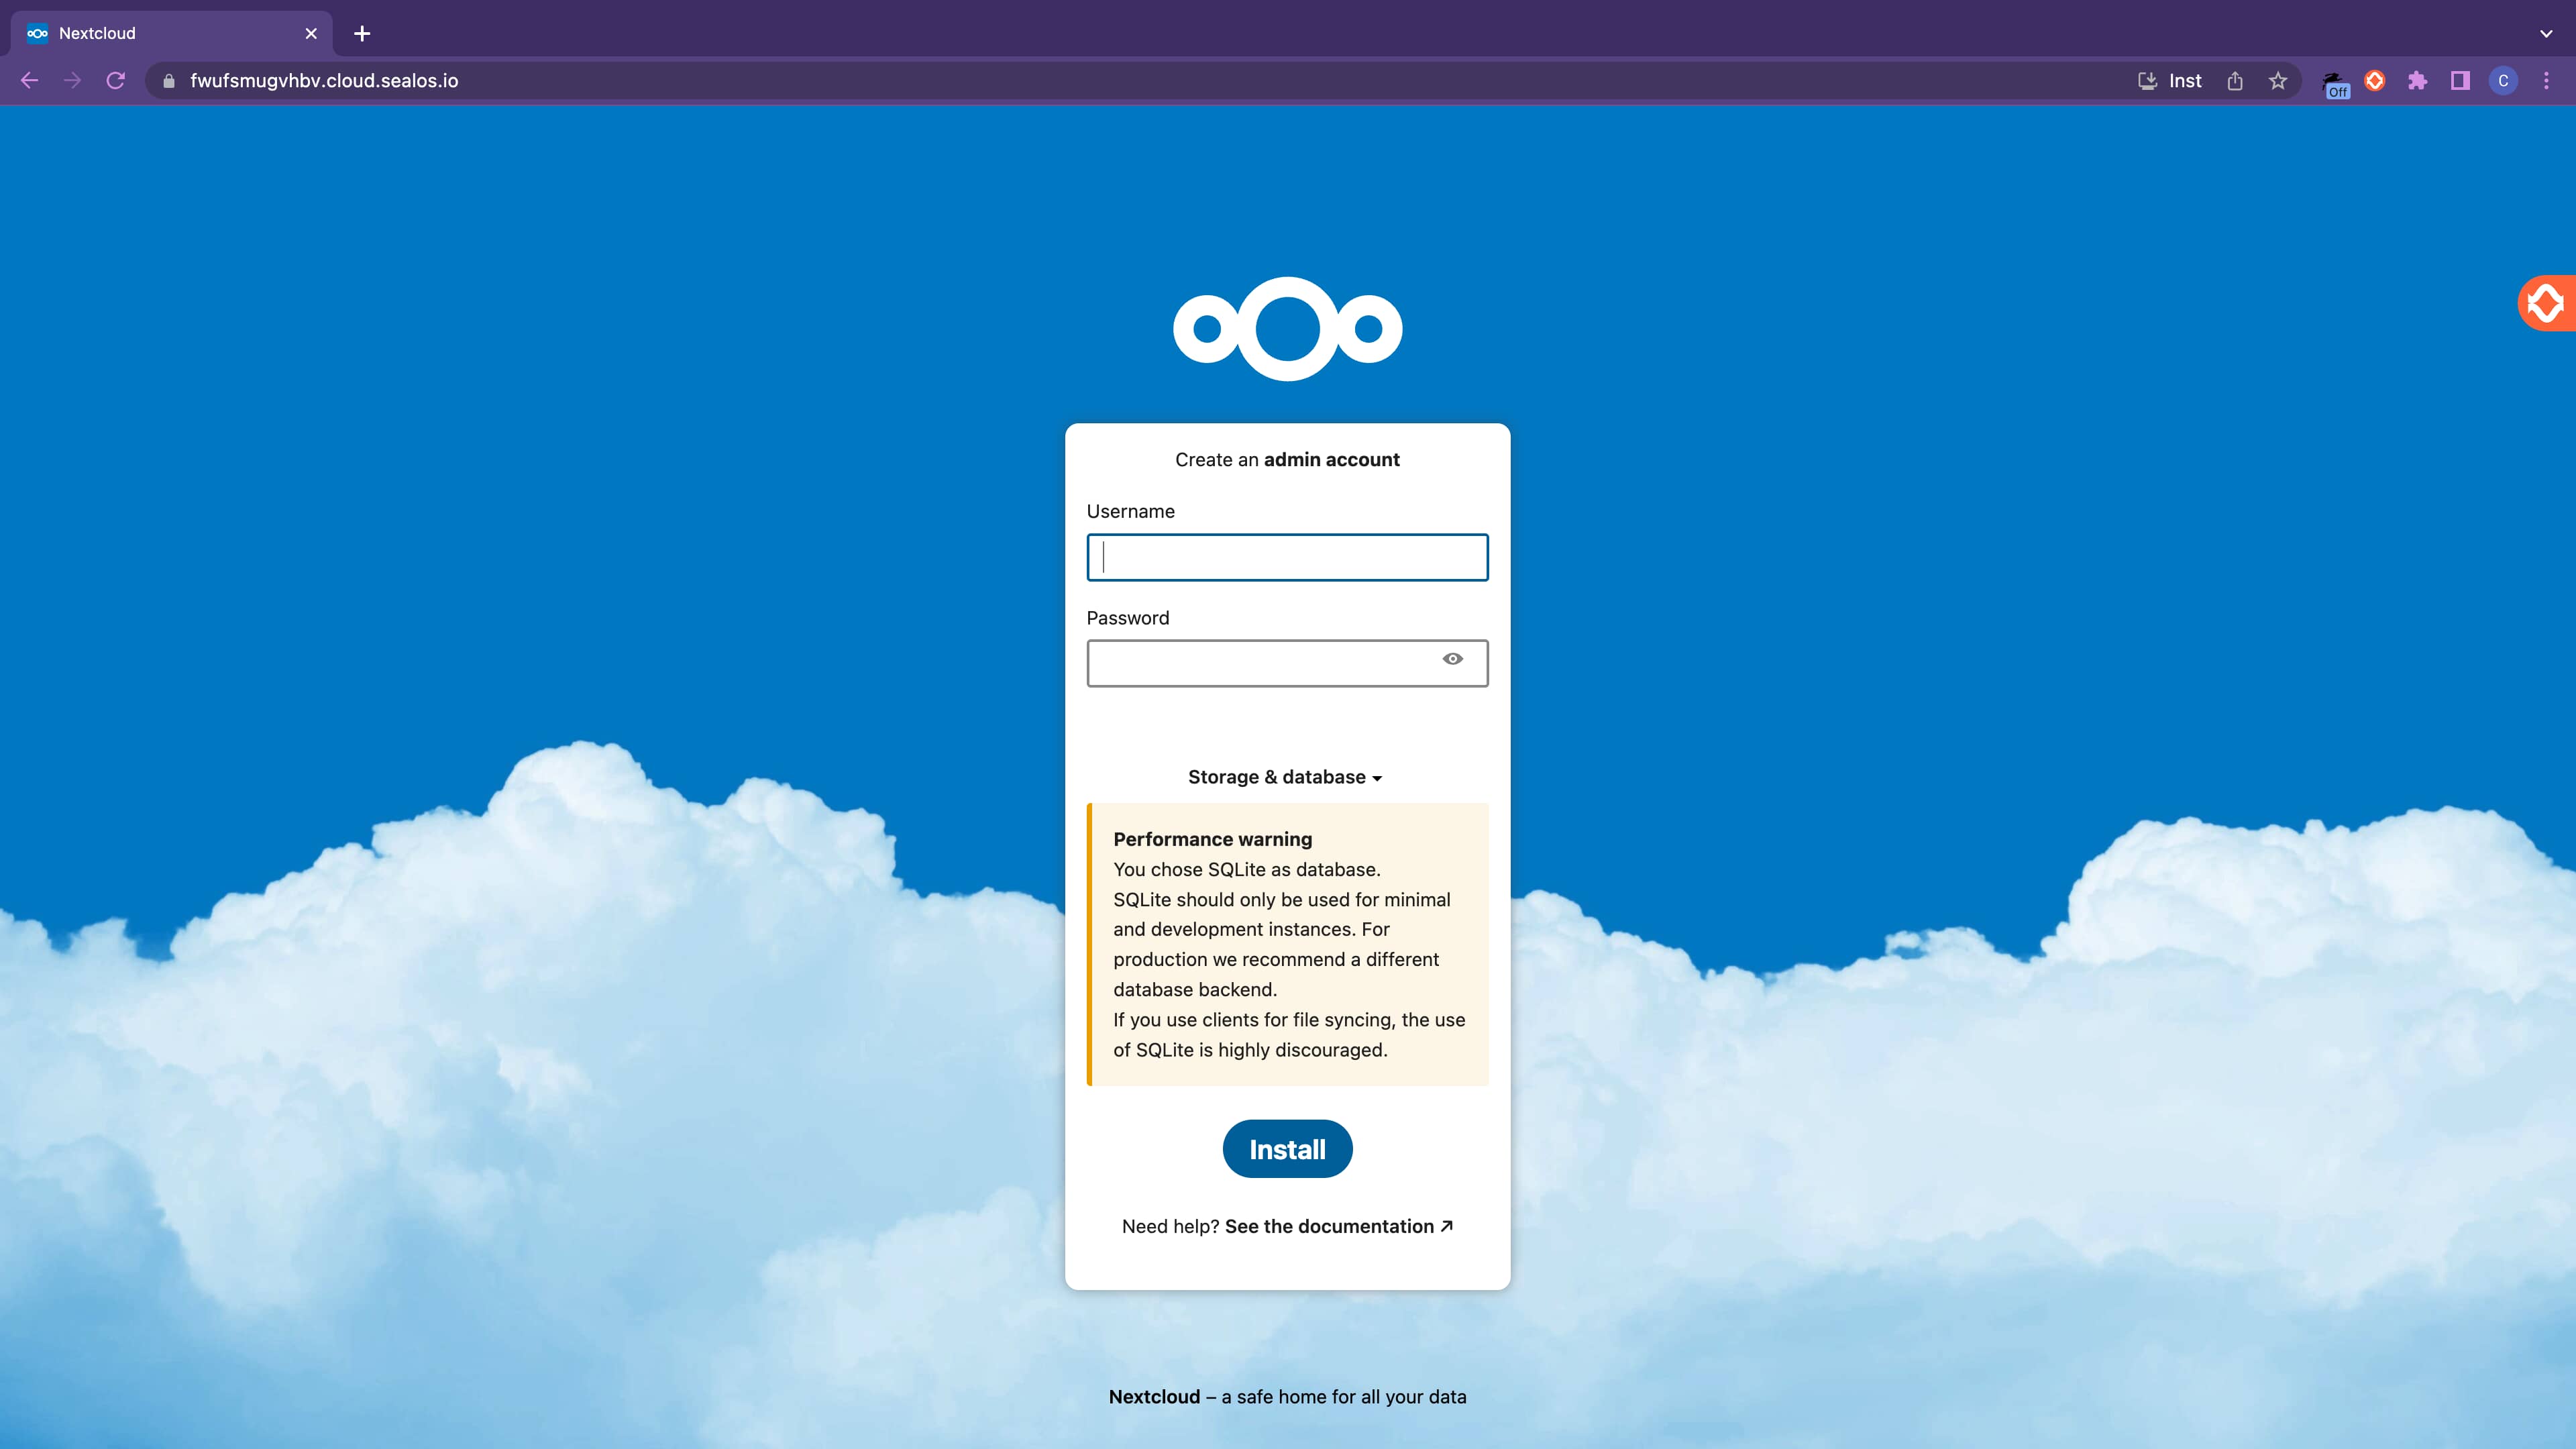 Nextcloud
fwufsmugvhbv.cloud.sealos.io
Inst
Off
C
Create an admin account
Username
Password
Storage & database
Performance warning
You chose SQLite as database.
SQLite should only be used for minimal
and development instances. For
production we recommend a different
database backend.
If you use clients for file syncing, the use
of SQLite is highly discouraged.
Install
Need help? See the documentation ↗
Nextcloud – a safe home for all your data